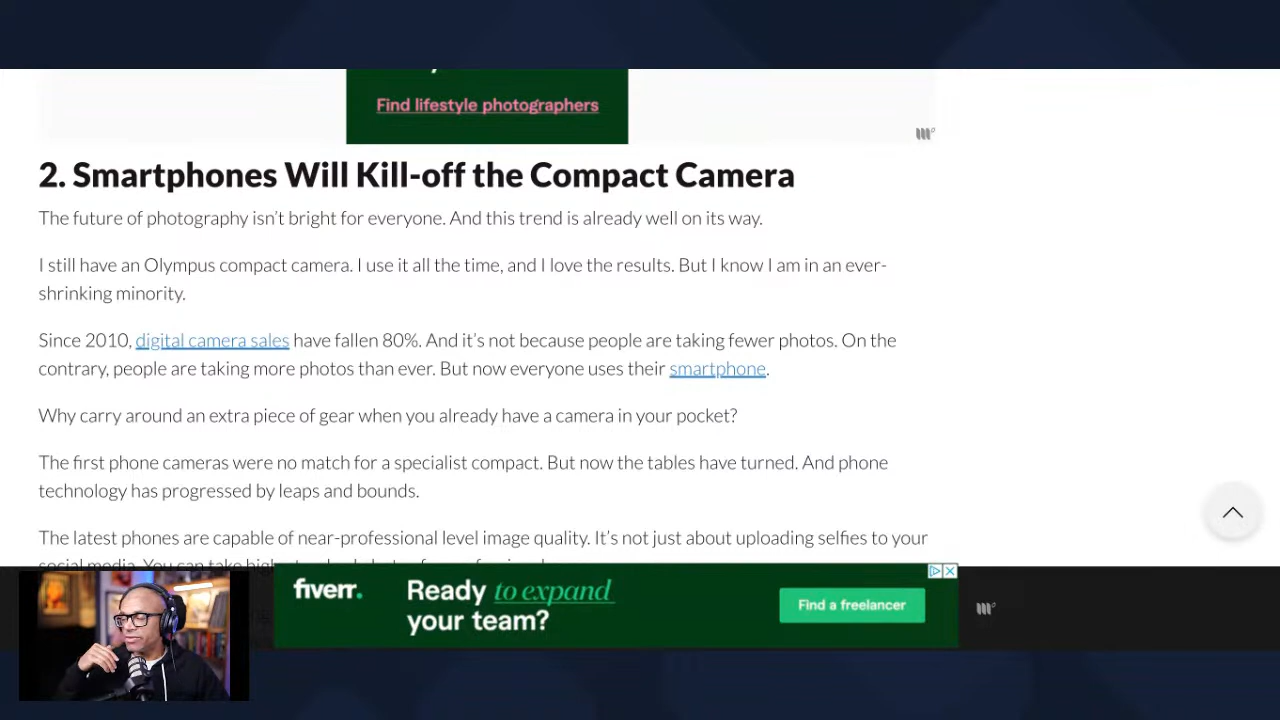 Find lifestyle photographers
2. Smartphones Will Kill-off the Compact Camera
The future of photography isn't bright for everyone. And this trend is already well on its way.
I still have an Olympus compact camera. I use it all the time, and I love the results. But I know I am in an ever-
shrinking minority.
Since 2010, digital camera sales have fallen 80%. And it's not because people are taking fewer photos. On the
contrary, people are taking more photos than ever. But now everyone uses their smartphone.
Why carry around an extra piece of gear when you already have a camera in your pocket?
The first phone cameras were no match for a specialist compact. But now the tables have turned. And phone
technology has progressed by leaps and bounds.
The latest phones are capable of near-professional level image quality. It's not just about uploading selfies to your
social media. You can take
fiverr.
Ready to expand
your team?
Find a freelancer